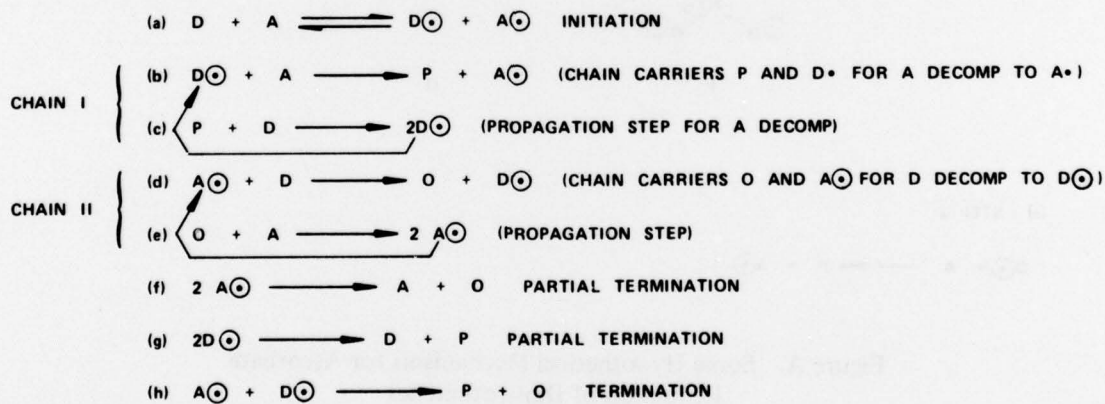 (a) D + A ⇌ D⊙ + A⊙ INITIATION
CHAIN I
(b) D⊙ + A ⟶ P + A⊙ (CHAIN CARRIERS P AND D• FOR A DECOMP TO A•)
(c) P + D ⟶ 2D⊙ (PROPAGATION STEP FOR A DECOMP)
CHAIN II
(d) A⊙ + D ⟶ O + D⊙ (CHAIN CARRIERS O AND A⊙ FOR D DECOMP TO D⊙)
(e) O + A ⟶ 2 A⊙ (PROPAGATION STEP)
(f) 2 A⊙ ⟶ A + O PARTIAL TERMINATION
(g) 2D⊙ ⟶ D + P PARTIAL TERMINATION
(h) A⊙ + D⊙ ⟶ P + O TERMINATION